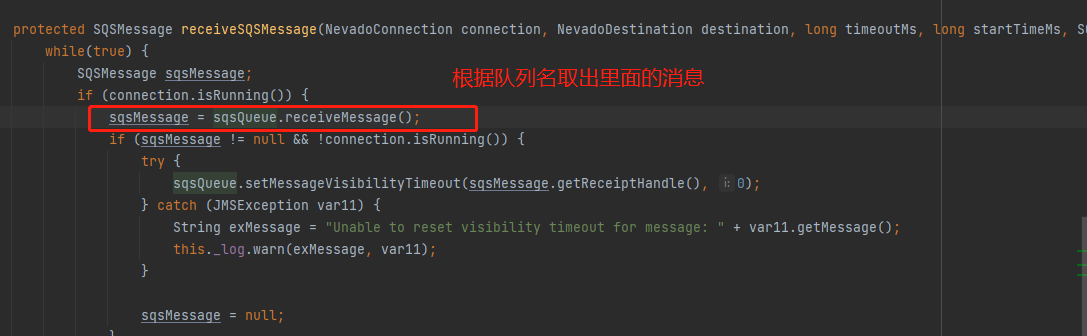 protected SQSMessage receiveSQSMessage(NevadoConnection connection, NevadoDestination destination, long timeoutMs, long startTimeMs, SQ
while(true) {
SQSMessage sqsMessage;
根据队列名取出里面的消息
if (connection.isRunning()) {
sqsMessage = sqsQueue.receiveMessage();
if (sqsMessage != null && !connection.isRunning()) {
try {
sqsQueue.setMessageVisibilityTimeout(sqsMessage.getReceiptHandle(), i: 0);
} catch (JMSException var11) {
String exMessage = "Unable to reset visibility timeout for message: " + var11.getMessage();
this._log.warn(exMessage, var11);
}
sqsMessage = null;
}